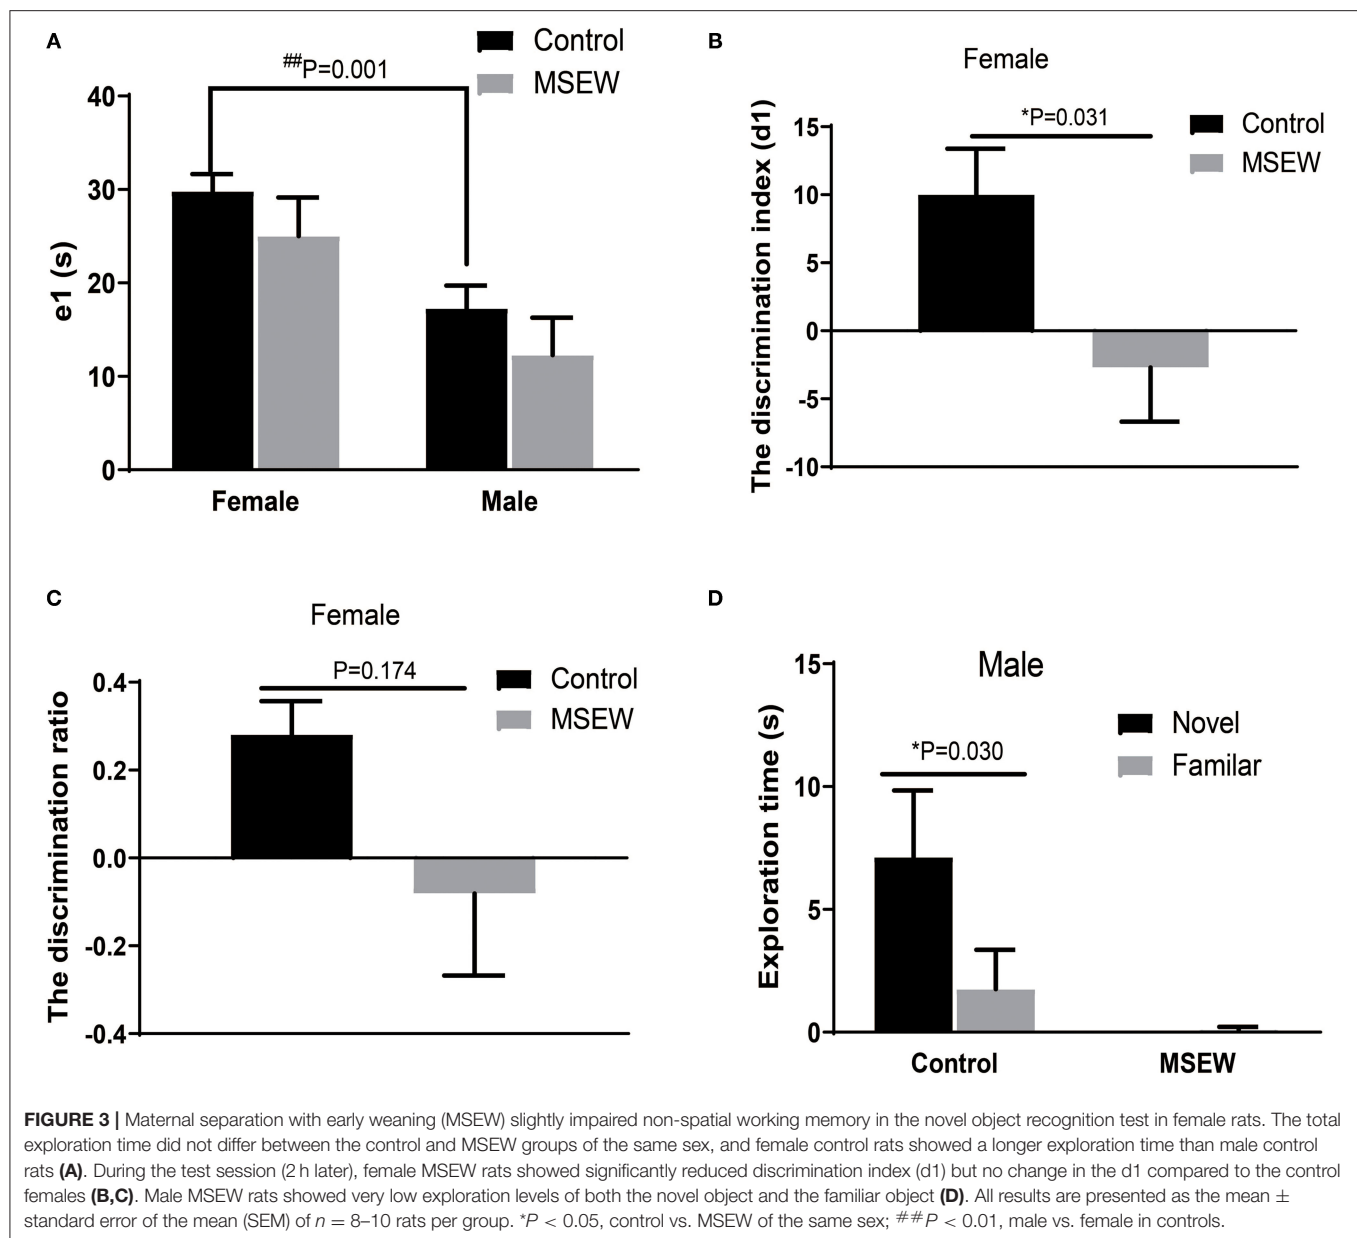 A
Control
MSEW
##P=0.001
40
30
20
10
0
e1 (s)
Female Male
B
Female
*P=0.031
Control
MSEW
15
10
5
0
-5
-10
The discrimination index (d1)
C
Female
P=0.174
Control
MSEW
0.4
0.2
0.0
-0.2
-0.4
The discrimination ratio
D
Male
Novel
Familar
*P=0.030
15
10
5
0
Exploration time (s)
Control MSEW
FIGURE 3 | Maternal separation with early weaning (MSEW) slightly impaired non-spatial working memory in the novel object recognition test in female rats. The total
exploration time did not differ between the control and MSEW groups of the same sex, and female control rats showed a longer exploration time than male control
rats (A). During the test session (2 h later), female MSEW rats showed significantly reduced discrimination index (d1) but no change in the d1 compared to the control
females (B,C). Male MSEW rats showed very low exploration levels of both the novel object and the familiar object (D). All results are presented as the mean ±
standard error of the mean (SEM) of n = 8–10 rats per group. *P < 0.05, control vs. MSEW of the same sex; ##P < 0.01, male vs. female in controls.